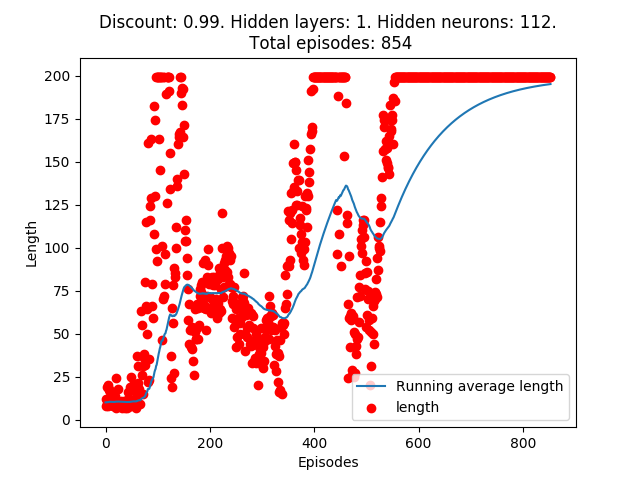 Discount: 0.99. Hidden layers: 1. Hidden neurons: 112.
Total episodes: 854
200
175
150
125
100
75
50
25
0
Length
0
200
400
600
800
Episodes
Running average length
length